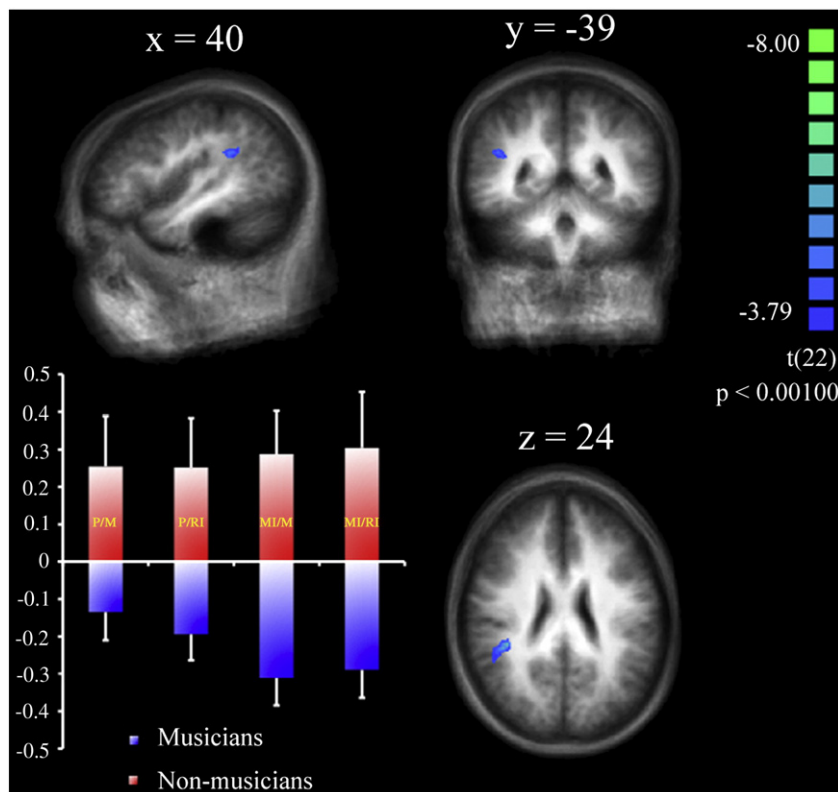 x = 40
y = -39
-8.00
-3.79
t(22)
p < 0.00100
0.5
0.4
0.3
0.2
0.1
0
-0.1
-0.2
-0.3
-0.4
-0.5
P/M
P/RI
MI/M
MI/RI
Musicians
Non-musicians
z = 24